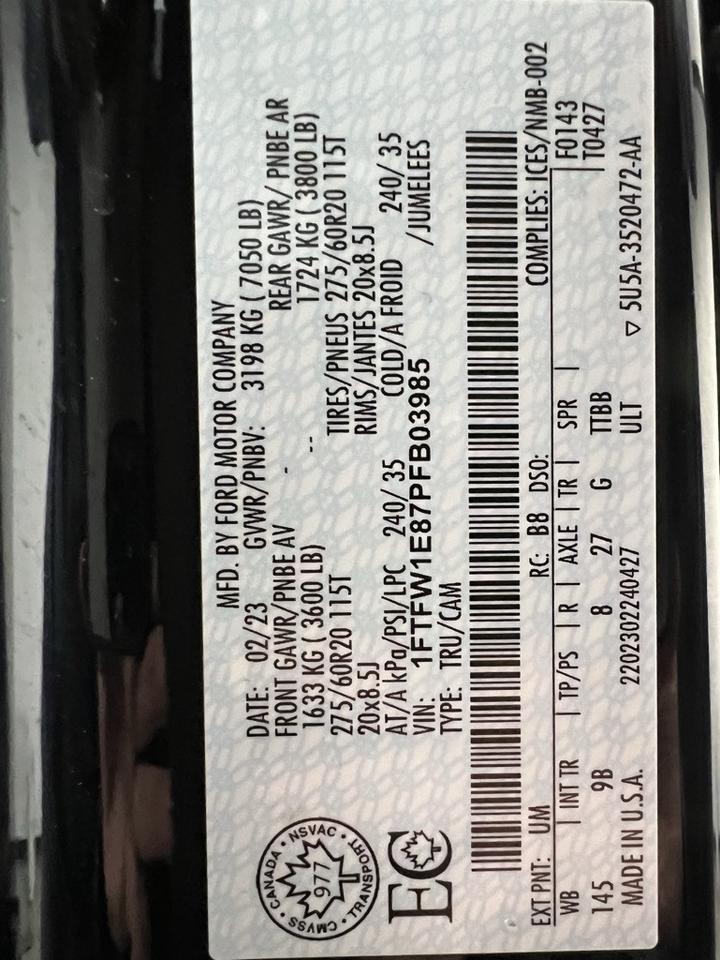 MFD. BY FORD MOTOR COMPANY
DATE: 02/23 GVWR/PNBV: 3198 KG ( 7050 LB)
FRONT GAWR/PNBE AV REAR GAWR/ PNBE AR
1633 KG ( 3600 LB) - -- 1724 KG ( 3800 LB)
275/60R20 115T TIRES/PNEUS 275/60R20 115T
20x8.5J RIMS/JANTES 20x8.5J
AT/A kPa/PSI/LPC 240/ 35 COLD/A FROID 240/ 35
VIN: 1FTFW1E87PFB03985 /JUMELEES
TYPE: TRU/CAM
CANADA • NSVAC • TRANSPORT • CMVSS •
977
EC
COMPLIES: ICES/NMB-002
EXT PNT: UM RC: B8 DSO: F0143
WB | INT TR | TP/PS | R | AXLE | TR | SPR | T0427
145 9B 8 27 G TTBB
MADE IN U.S.A. 2202302240427 ULT ▽ 5U5A-3520472-AA